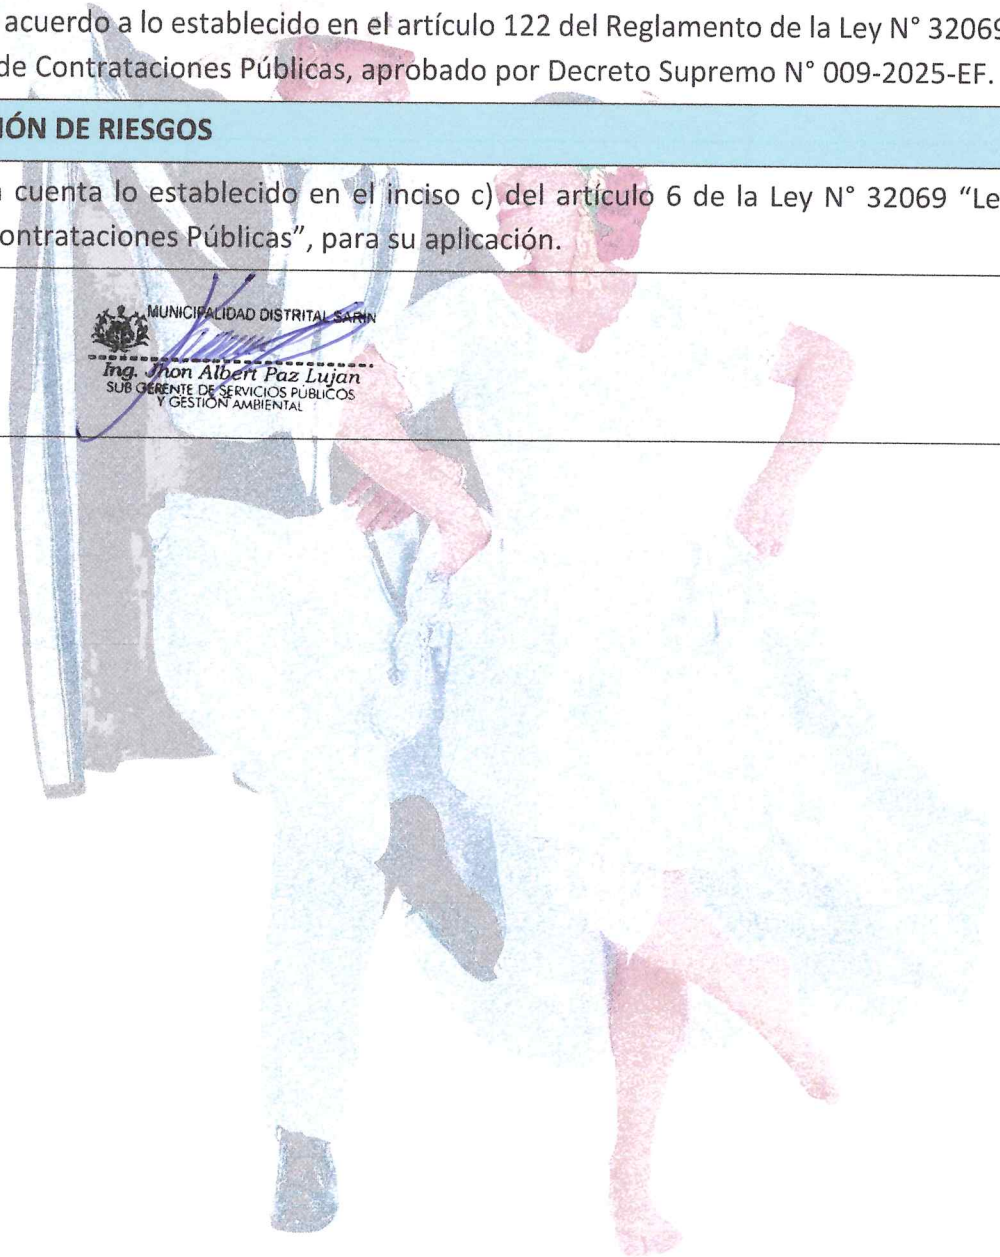 acuerdo a lo establecido en el artículo 122 del Reglamento de la Ley N° 32069
de Contrataciones Públicas, aprobado por Decreto Supremo N° 009-2025-EF.
IÓN DE RIESGOS
cuenta lo establecido en el inciso c) del artículo 6 de la Ley N° 32069 “Le
ontrataciones Públicas”, para su aplicación.
MUNICIPALIDAD DISTRITAL SARIN
Ing. Jhon Albert Paz Lujan
SUB GERENTE DE SERVICIOS PÚBLICOS
Y GESTIÓN AMBIENTAL